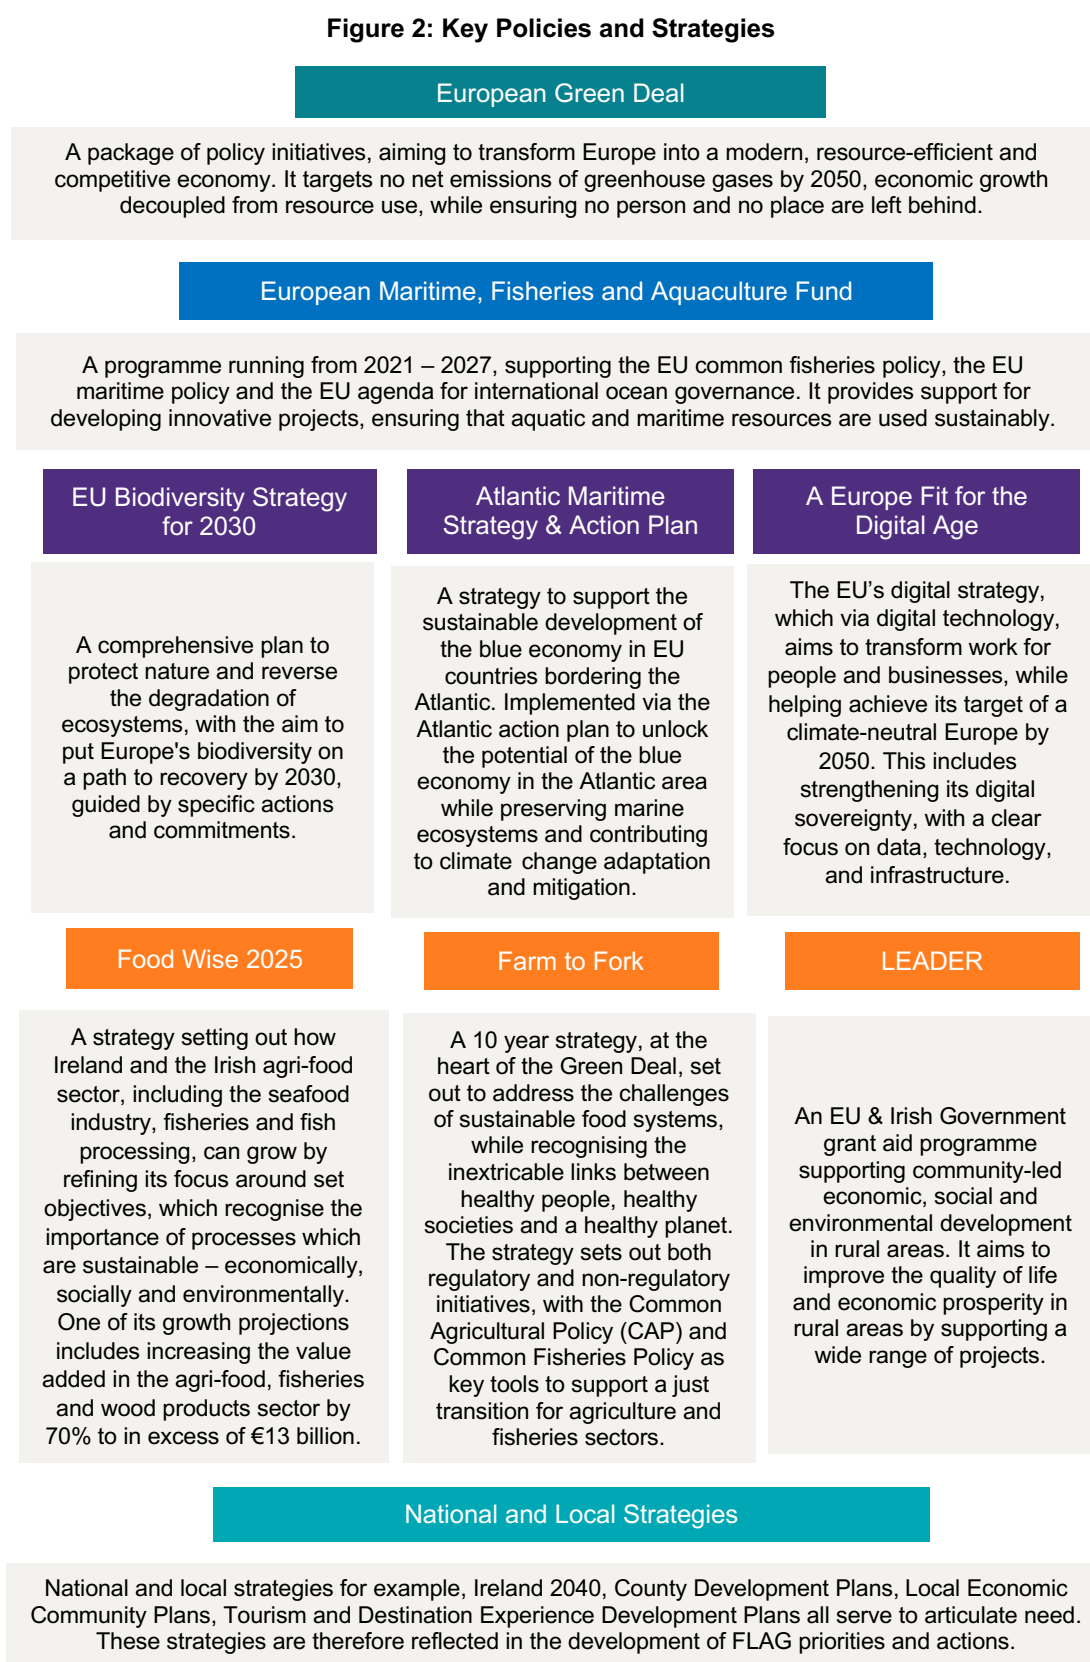 Figure 2: Key Policies and Strategies
European Green Deal
A package of policy initiatives, aiming to transform Europe into a modern, resource-efficient and
competitive economy. It targets no net emissions of greenhouse gases by 2050, economic growth
decoupled from resource use, while ensuring no person and no place are left behind.
European Maritime, Fisheries and Aquaculture Fund
A programme running from 2021 – 2027, supporting the EU common fisheries policy, the EU
maritime policy and the EU agenda for international ocean governance. It provides support for
developing innovative projects, ensuring that aquatic and maritime resources are used sustainably.
EU Biodiversity Strategy
for 2030
A comprehensive plan to
protect nature and reverse
the degradation of
ecosystems, with the aim to
put Europe's biodiversity on
a path to recovery by 2030,
guided by specific actions
and commitments.
Atlantic Maritime
Strategy & Action Plan
A strategy to support the
sustainable development of
the blue economy in EU
countries bordering the
Atlantic. Implemented via the
Atlantic action plan to unlock
the potential of the blue
economy in the Atlantic area
while preserving marine
ecosystems and contributing
to climate change adaptation
and mitigation.
A Europe Fit for the
Digital Age
The EU’s digital strategy,
which via digital technology,
aims to transform work for
people and businesses, while
helping achieve its target of a
climate-neutral Europe by
2050. This includes
strengthening its digital
sovereignty, with a clear
focus on data, technology,
and infrastructure.
Food Wise 2025
A strategy setting out how
Ireland and the Irish agri-food
sector, including the seafood
industry, fisheries and fish
processing, can grow by
refining its focus around set
objectives, which recognise the
importance of processes which
are sustainable – economically,
socially and environmentally.
One of its growth projections
includes increasing the value
added in the agri-food, fisheries
and wood products sector by
70% to in excess of €13 billion.
Farm to Fork
A 10 year strategy, at the
heart of the Green Deal, set
out to address the challenges
of sustainable food systems,
while recognising the
inextricable links between
healthy people, healthy
societies and a healthy planet.
The strategy sets out both
regulatory and non-regulatory
initiatives, with the Common
Agricultural Policy (CAP) and
Common Fisheries Policy as
key tools to support a just
transition for agriculture and
fisheries sectors.
LEADER
An EU & Irish Government
grant aid programme
supporting community-led
economic, social and
environmental development
in rural areas. It aims to
improve the quality of life
and economic prosperity in
rural areas by supporting a
wide range of projects.
National and Local Strategies
National and local strategies for example, Ireland 2040, County Development Plans, Local Economic
Community Plans, Tourism and Destination Experience Development Plans all serve to articulate need.
These strategies are therefore reflected in the development of FLAG priorities and actions.